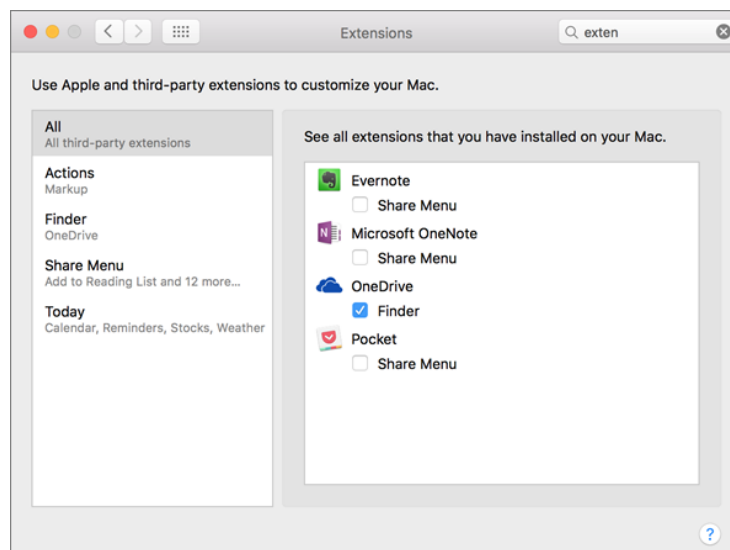 Extensions
exten
Use Apple and third-party extensions to customize your Mac.
All
All third-party extensions
Actions
Markup
Finder
OneDrive
Share Menu
Add to Reading List and 12 more...
Today
Calendar, Reminders, Stocks, Weather
See all extensions that you have installed on your Mac.
Evernote
Share Menu
N
Microsoft OneNote
Share Menu
OneDrive
Finder
Pocket
Share Menu
?